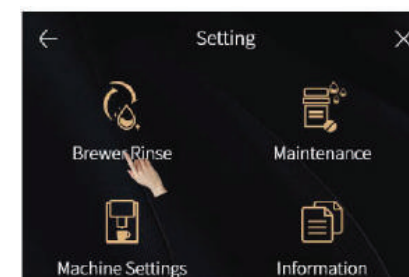 Setting
Brewer Rinse
Maintenance
Machine Settings
Information